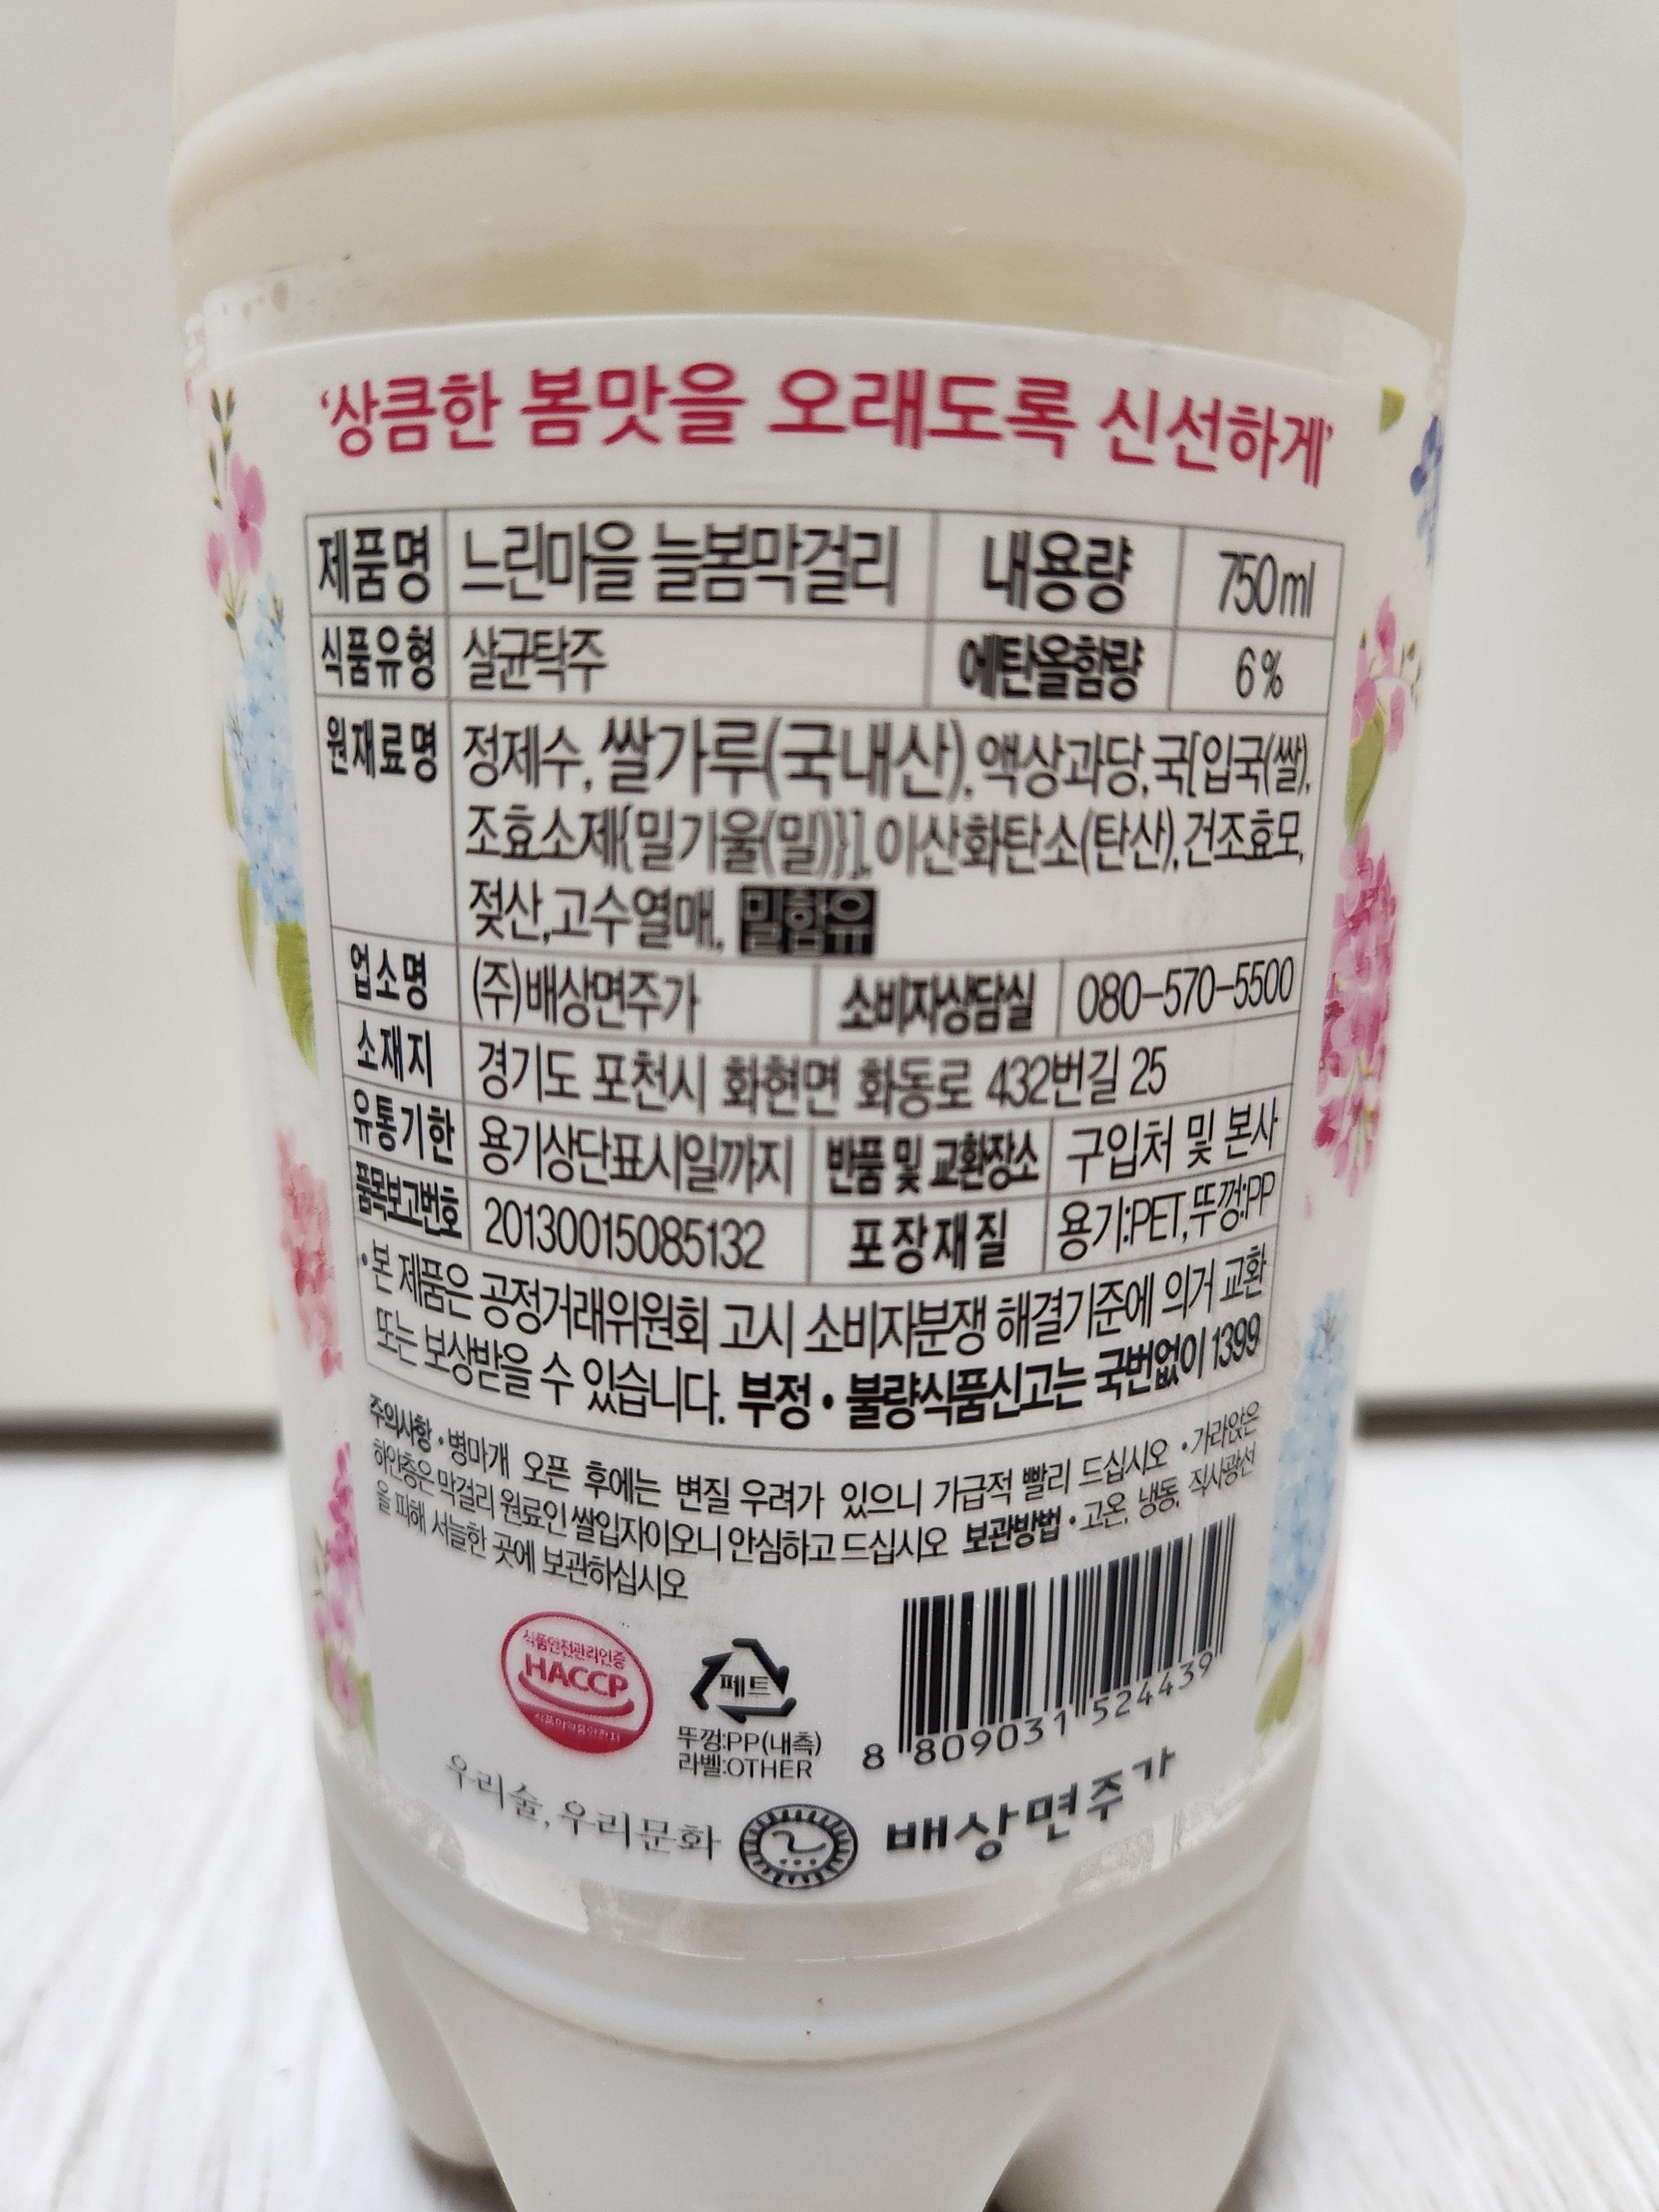 '상큼한 봄맛을 오래도록 신선하게'
제품명 느린마을 늘봄막걸리 내용량 750ml
식품유형 살균탁주 에탄올함량 6%
원재료명 정제수, 쌀가루(국내산), 액상과당, 국[입국(쌀),
조효소제{밀기울(밀)}], 이산화탄소(탄산), 건조효모,
젖산, 고수열매, 밀함유
업소명 (주)배상면주가 소비자상담실 080-570-5500
소재지 경기도 포천시 화현면 화동로 432번길 25
유통기한 용기상단표시일까지 반품 및 교환장소 구입처 및 본사
품목보고번호 20130015085132 포장재질 용기:PET, 뚜껑:PP
•본 제품은 공정거래위원회 고시 소비자분쟁 해결기준에 의거 교환
또는 보상받을 수 있습니다. 부정•불량식품신고는 국번없이 1399
주의사항 •병마개 오픈 후에는 변질 우려가 있으니 가급적 빨리 드십시오 •가라앉은
하얀층은 막걸리 원료인 쌀입자이오니 안심하고 드십시오 보관방법 •고온, 냉동, 직사광선
을 피해 서늘한 곳에 보관하십시오
식품안전관리인증
HACCP
식품의약품안전처
페트
뚜껑:PP(내측)
라벨:OTHER
8 809031 524439
우리술, 우리문화 배상면주가